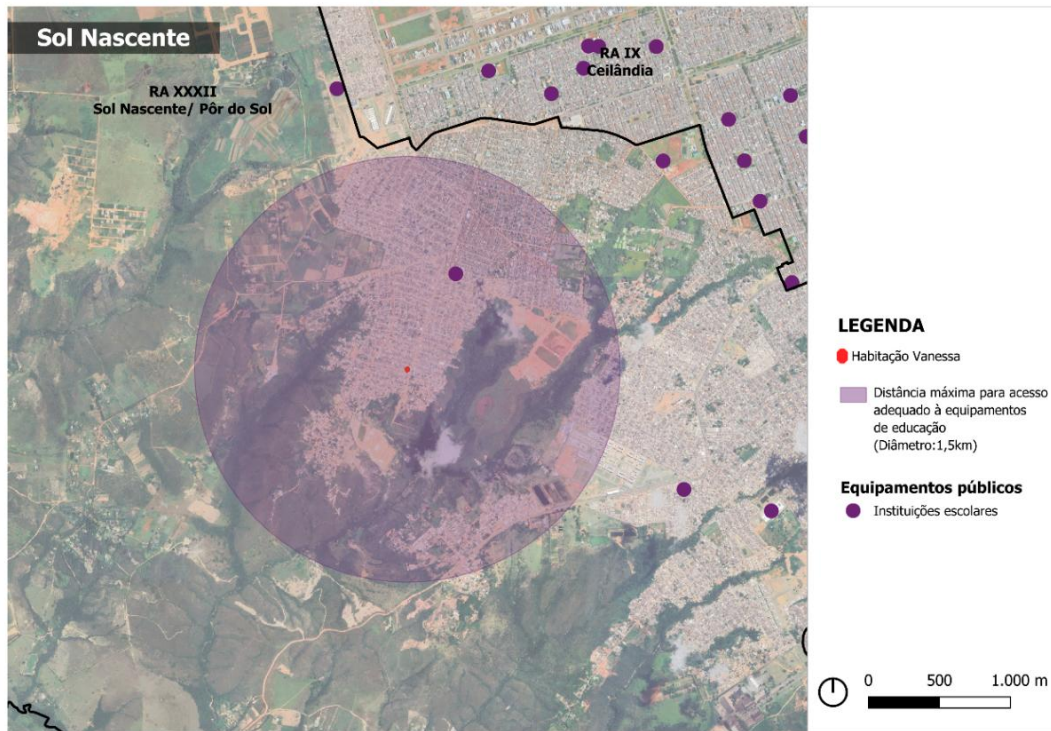 Sol Nascente
RA XXXII
Sol Nascente/ Pôr do Sol
RA IX
Ceilândia
LEGENDA
Habitação Vanessa
Distância máxima para acesso
adequado à equipamentos
de educação
(Diâmetro:1,5km)
Equipamentos públicos
Instituições escolares
0 500 1.000 m